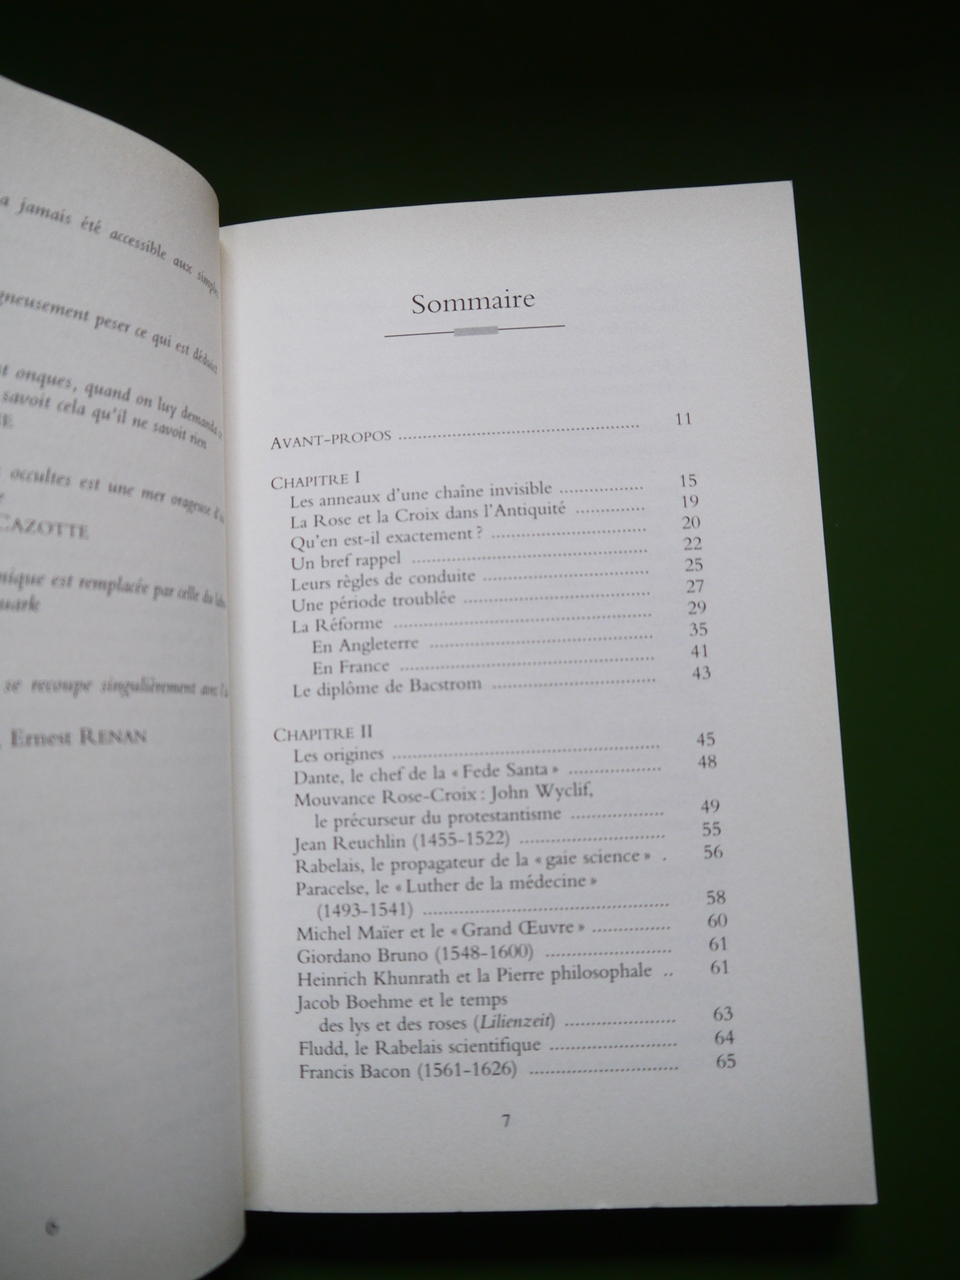 a jamais été accessible aux simples
gneusement peser ce qui est déduit
t onques, quand on luy demanda s
savoit cela qu'il ne savoit rien
E
occultes est une mer orageuse d'
CAZOTTE
nique est remplacée par celle du
mark
se recoupe singulièrement avec
, Ernest RENAN
6
Sommaire
AVANT-PROPOS ........ 11
CHAPITRE I
Les anneaux d'une chaîne invisible ........ 15
La Rose et la Croix dans l'Antiquité ........ 19
Qu'en est-il exactement ? ........ 20
Un bref rappel ........ 22
Leurs règles de conduite ........ 25
Une période troublée ........ 27
La Réforme ........ 29
En Angleterre ........ 35
En France ........ 41
Le diplôme de Bacstrom ........ 43
CHAPITRE II
Les origines ........ 45
Dante, le chef de la « Fede Santa » ........ 48
Mouvance Rose-Croix : John Wyclif,
le précurseur du protestantisme ........ 49
Jean Reuchlin (1455-1522) ........ 55
Rabelais, le propagateur de la « gaie science » . 56
Paracelse, le « Luther de la médecine »
(1493-1541) ........ 58
Michel Maïer et le « Grand Œuvre » ........ 60
Giordano Bruno (1548-1600) ........ 61
Heinrich Khunrath et la Pierre philosophale .. 61
Jacob Boehme et le temps
des lys et des roses (Lilienzeit) ........ 63
Fludd, le Rabelais scientifique ........ 64
Francis Bacon (1561-1626) ........ 65
7